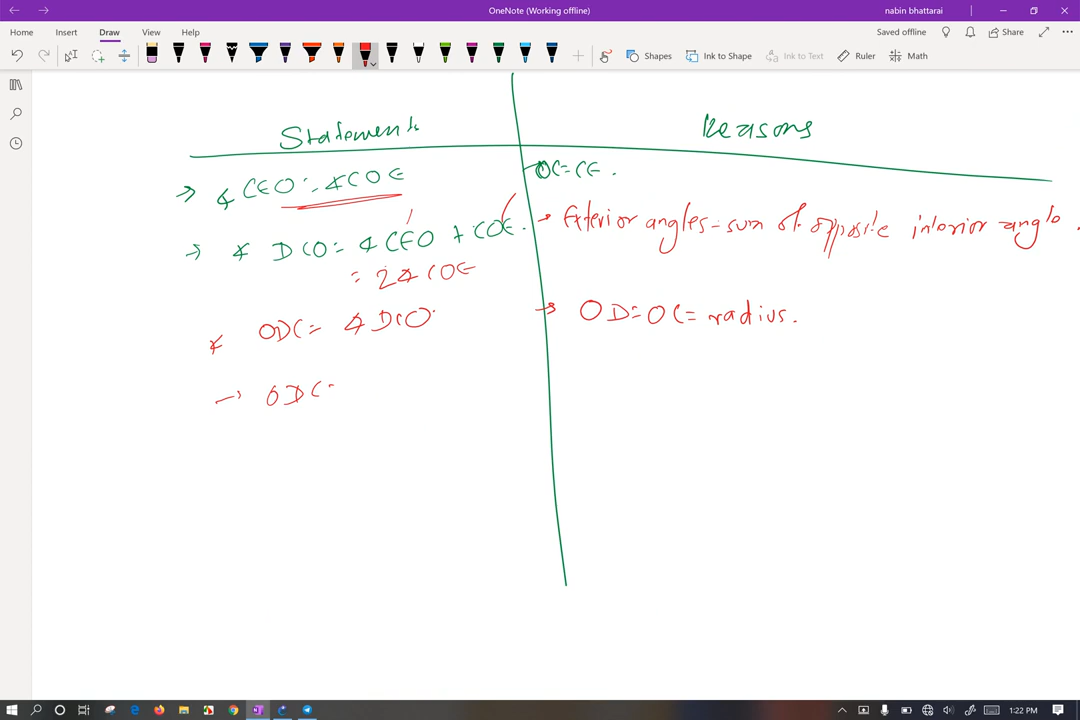 OneNote (Working offline)
nabin bhattarai
Home Insert Draw View Help
Saved offline
Share
Shapes
Ink to Shape
Ink to Text
Ruler
Math
Statements
Reasons
→ ∡CEO = ∡COE
OC = CE.
→ ∡DCO = ∡CEO + COE.
→ Exterior angles = sum of opposite interior angle.
= 2∡COE
∡ODC = ∡DCO
→ OD = OC = radius.
→ ODC =
1:22 PM